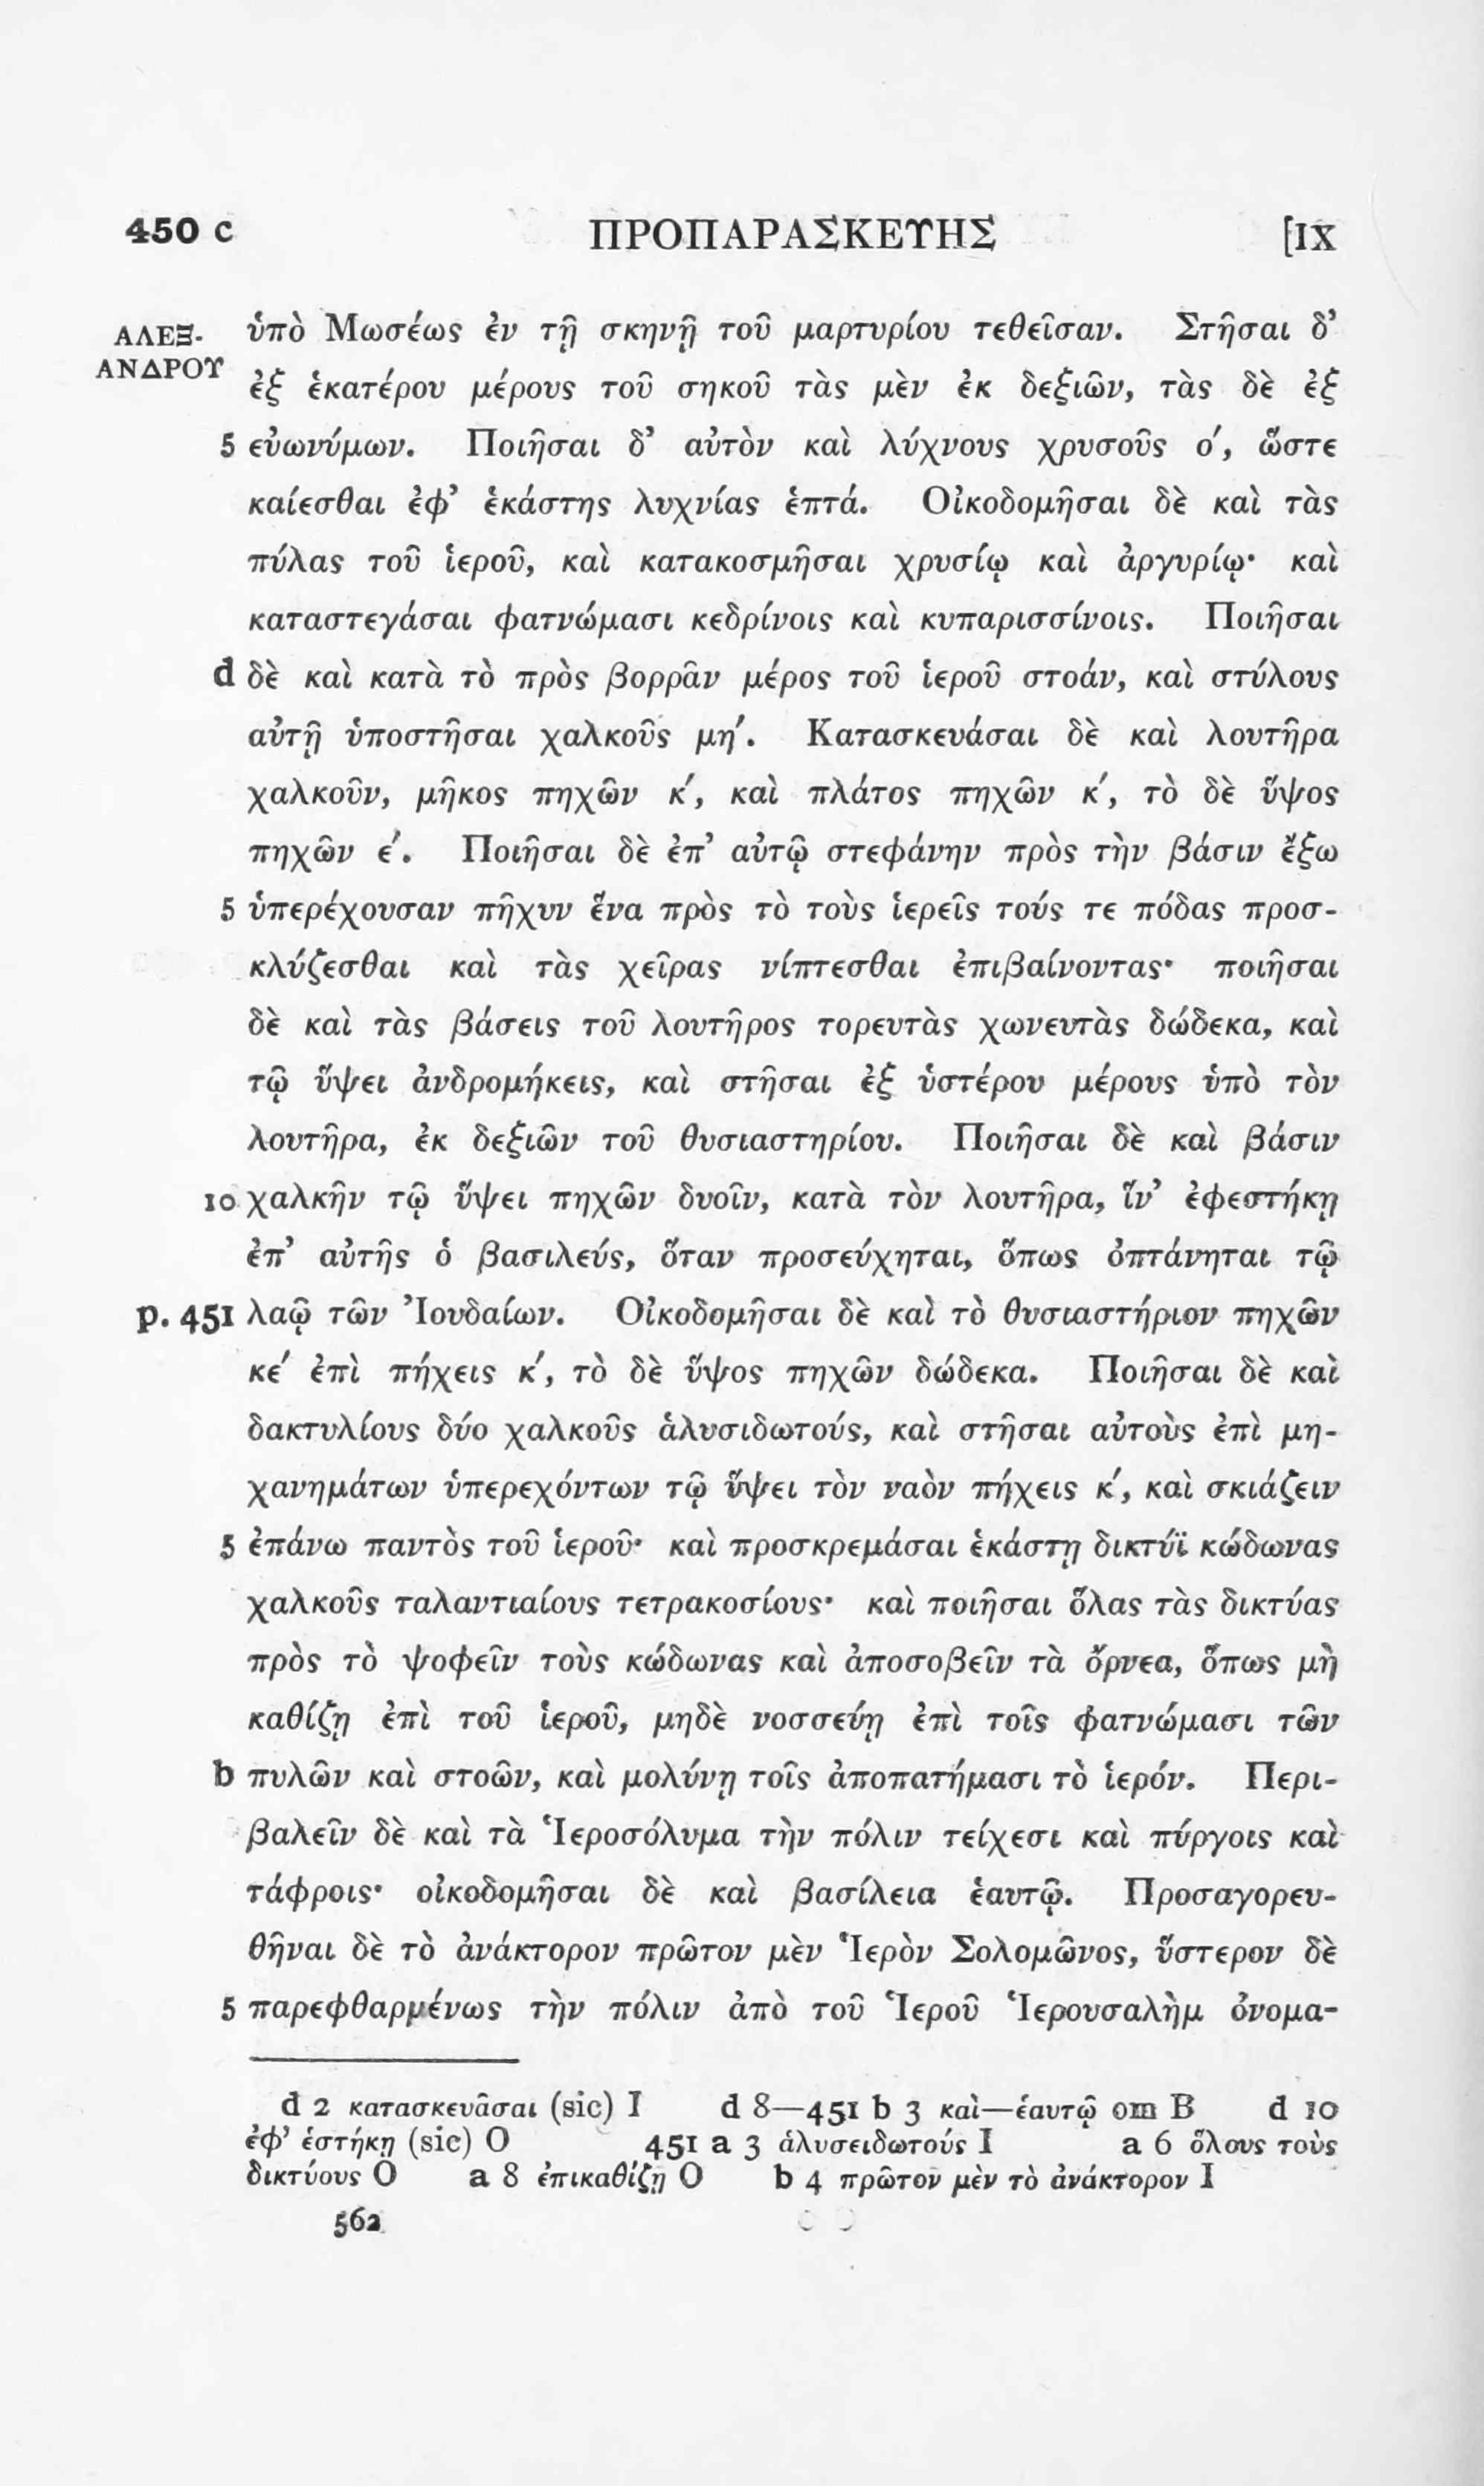 450 c ΠΡΟΠΑΡΑΣΚΕΥΗΣ [IX
ΑΛΕΞ- ὑπὸ Μωσέως ἐν τῇ σκηνῇ τοῦ μαρτυρίου τεθεῖσαν. Στῆσαι δ’
ΑΝΔΡΟΥ ἐξ ἑκατέρου μέρους τοῦ σηκοῦ τὰς μὲν ἐκ δεξιῶν, τὰς δὲ ἐξ
5 εὐωνύμων. Ποιῆσαι δ’ αὐτὸν καὶ λύχνους χρυσοῦς ο΄, ὥστε
καίεσθαι ἐφ’ ἑκάστης λυχνίας ἑπτά. Οἰκοδομῆσαι δὲ καὶ τὰς
πύλας τοῦ ἱεροῦ, καὶ κατακοσμῆσαι χρυσίῳ καὶ ἀργυρίῳ· καὶ
καταστεγάσαι φατνώμασι κεδρίνοις καὶ κυπαρισσίνοις. Ποιῆσαι
d δὲ καὶ κατὰ τὸ πρὸς βορρᾶν μέρος τοῦ ἱεροῦ στοάν, καὶ στύλους
αὐτῇ ὑποστῆσαι χαλκοῦς μη΄. Κατασκευάσαι δὲ καὶ λουτῆρα
χαλκοῦν, μῆκος πηχῶν κ΄, καὶ πλάτος πηχῶν κ΄, τὸ δὲ ὕψος
πηχῶν ε΄. Ποιῆσαι δὲ ἐπ’ αὐτῷ στεφάνην πρὸς τὴν βάσιν ἔξω
5 ὑπερέχουσαν πῆχυν ἕνα πρὸς τὸ τοὺς ἱερεῖς τούς τε πόδας προσ-
κλύζεσθαι καὶ τὰς χεῖρας νίπτεσθαι ἐπιβαίνοντας· ποιῆσαι
δὲ καὶ τὰς βάσεις τοῦ λουτῆρος τορευτὰς χωνευτὰς δώδεκα, καὶ
τῷ ὕψει ἀνδρομήκεις, καὶ στῆσαι ἐξ ὑστέρου μέρους ὑπὸ τὸν
λουτῆρα, ἐκ δεξιῶν τοῦ θυσιαστηρίου. Ποιῆσαι δὲ καὶ βάσιν
10 χαλκῆν τῷ ὕψει πηχῶν δυοῖν, κατὰ τὸν λουτῆρα, ἵν’ ἐφεστήκῃ
ἐπ’ αὐτῆς ὁ βασιλεύς, ὅταν προσεύχηται, ὅπως ὀπτάνηται τῷ
p. 451 λαῷ τῶν Ἰουδαίων. Οἰκοδομῆσαι δὲ καὶ τὸ θυσιαστήριον πηχῶν
κε΄ ἐπὶ πήχεις κ΄, τὸ δὲ ὕψος πηχῶν δώδεκα. Ποιῆσαι δὲ καὶ
δακτυλίους δύο χαλκοῦς ἁλυσιδωτούς, καὶ στῆσαι αὐτοὺς ἐπὶ μη-
χανημάτων ὑπερεχόντων τῷ ὕψει τὸν ναὸν πήχεις κ΄, καὶ σκιάζειν
5 ἐπάνω παντὸς τοῦ ἱεροῦ· καὶ προσκρεμάσαι ἑκάστῃ δικτύϊ κώδωνας
χαλκοῦς ταλαντιαίους τετρακοσίους· καὶ ποιῆσαι ὅλας τὰς δικτύας
πρὸς τὸ ψοφεῖν τοὺς κώδωνας καὶ ἀποσοβεῖν τὰ ὄρνεα, ὅπως μὴ
καθίζῃ ἐπὶ τοῦ ἱεροῦ, μηδὲ νοσσεύῃ ἐπὶ τοῖς φατνώμασι τῶν
b πυλῶν καὶ στοῶν, καὶ μολύνῃ τοῖς ἀποπατήμασι τὸ ἱερόν. Περι-
βαλεῖν δὲ καὶ τὰ Ἱεροσόλυμα τὴν πόλιν τείχεσι καὶ πύργοις καὶ
τάφροις· οἰκοδομῆσαι δὲ καὶ βασίλεια ἑαυτῷ. Προσαγορευ-
θῆναι δὲ τὸ ἀνάκτορον πρῶτον μὲν Ἱερὸν Σολομῶνος, ὕστερον δὲ
5 παρεφθαρμένως τὴν πόλιν ἀπὸ τοῦ Ἱεροῦ Ἱερουσαλὴμ ὀνομα-
d 2 κατασκευᾶσαι (sic) I d 8—451 b 3 καὶ—ἑαυτῷ om B d 10
ἐφ’ ἑστήκῃ (sic) O 451 a 3 ἁλυσειδωτούς I a 6 ὅλους τοὺς
δικτύους O a 8 ἐπικαθίζῃ O b 4 πρῶτον μὲν τὸ ἀνάκτορον I
562